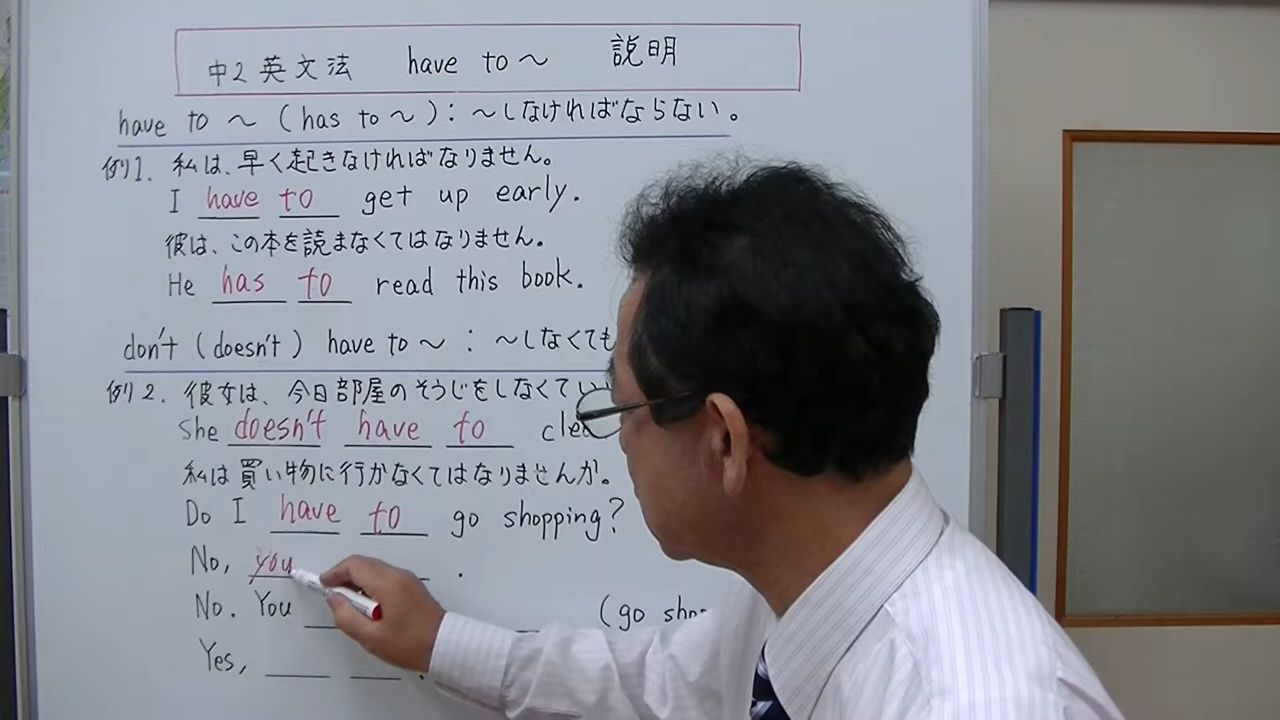 中2 英文法 have to ～ 説明
have to ～ (has to ～) : ～しなければならない。
例1. 私は、早く起きなければなりません。
I have to get up early.
彼は、この本を読まなくてはなりません。
He has to read this book.
don't (doesn't) have to ～ : ～しなくても
例2. 彼女は、今日部屋のそうじをしなくてい
She doesn't have to
私は買い物に行かなくてはなりませんか。
Do I have to go shopping?
No, you .
No. You (go
Yes, .